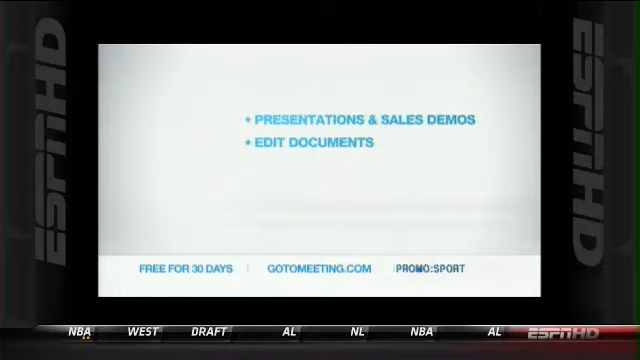 ESPNHD
ESPNHD
• PRESENTATIONS & SALES DEMOS
• EDIT DOCUMENTS
FREE FOR 30 DAYS | GOTOMEETING.COM | PROMO:SPORT
NBA WEST DRAFT AL NL NBA AL ESPNHD